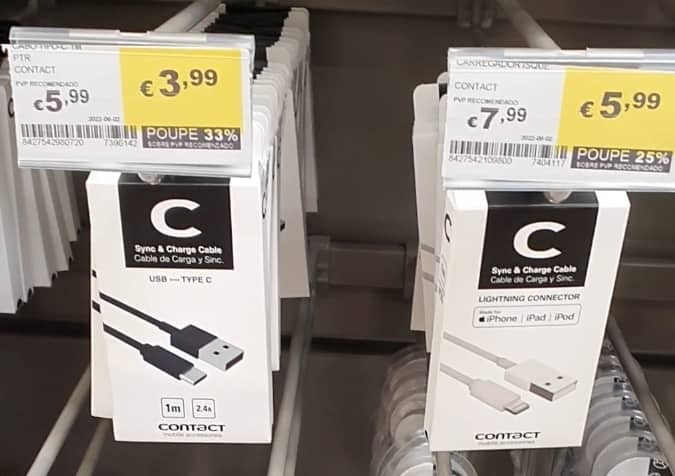 CABO TIPO-C 1M
PTR
CONTACT
PVP RECOMENDADO
€5,99
€3,99
2022-06-02
8427542980720
7390142
POUPE 33%
SOBRE PVP RECOMENDADO
C
Sync & Charge Cable
Cable de Carga y Sinc.
USB — TYPE C
1m
2.4A
CONTACT
mobile accessories
CARREGADOR ISQUE
CONTACT
PVP RECOMENDADO
€7,99
€5,99
2022-06-02
8427542109800
7404117
POUPE 25%
SOBRE PVP RECOMENDADO
C
Sync & Charge Cable
Cable de Carga y Sinc.
LIGHTNING CONNECTOR
Made for
iPhone | iPad | iPod
CONTACT
mobile accessories